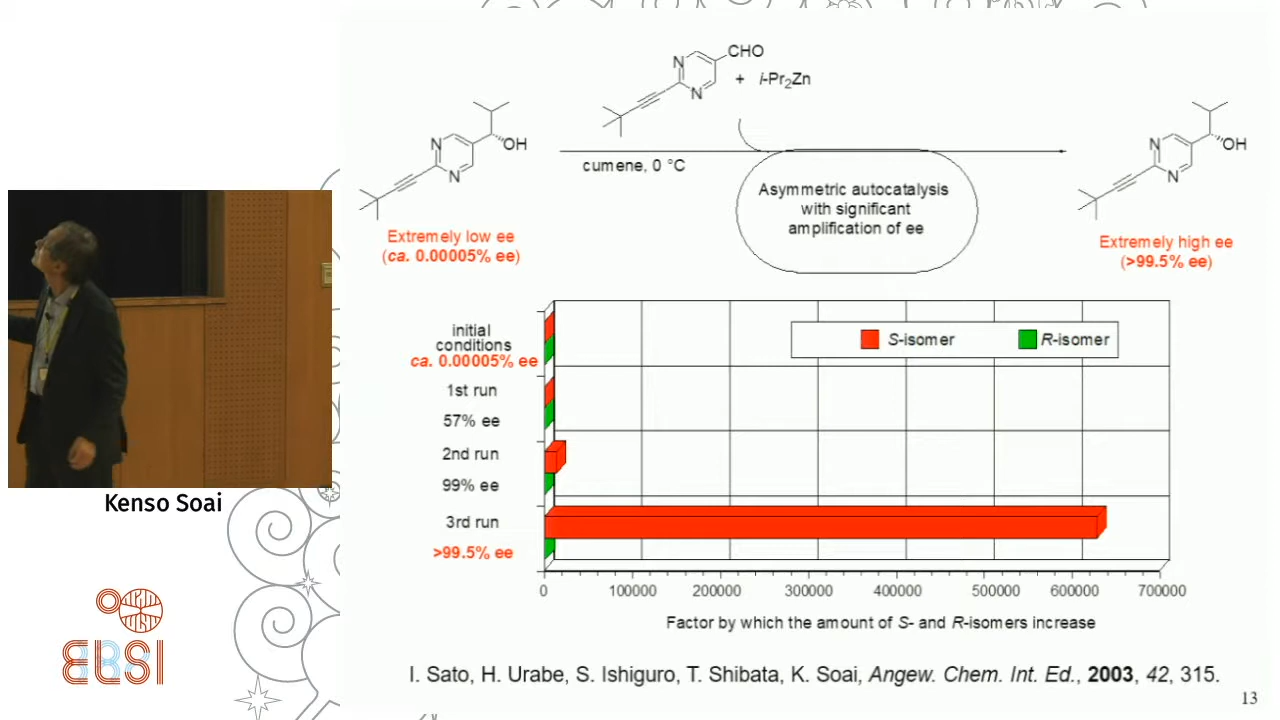 CHO
N
N
+ i-Pr2Zn
OH
N
N
cumene, 0 °C
Asymmetric autocatalysis
with significant
amplification of ee
OH
N
N
Extremely low ee
(ca. 0.00005% ee)
Extremely high ee
(>99.5% ee)
S-isomer
R-isomer
initial
conditions
ca. 0.00005% ee
1st run
57% ee
2nd run
99% ee
3rd run
>99.5% ee
0 100000 200000 300000 400000 500000 600000 700000
Factor by which the amount of S- and R-isomers increase
I. Sato, H. Urabe, S. Ishiguro, T. Shibata, K. Soai, Angew. Chem. Int. Ed., 2003, 42, 315.
13
Kenso Soai
ELSI